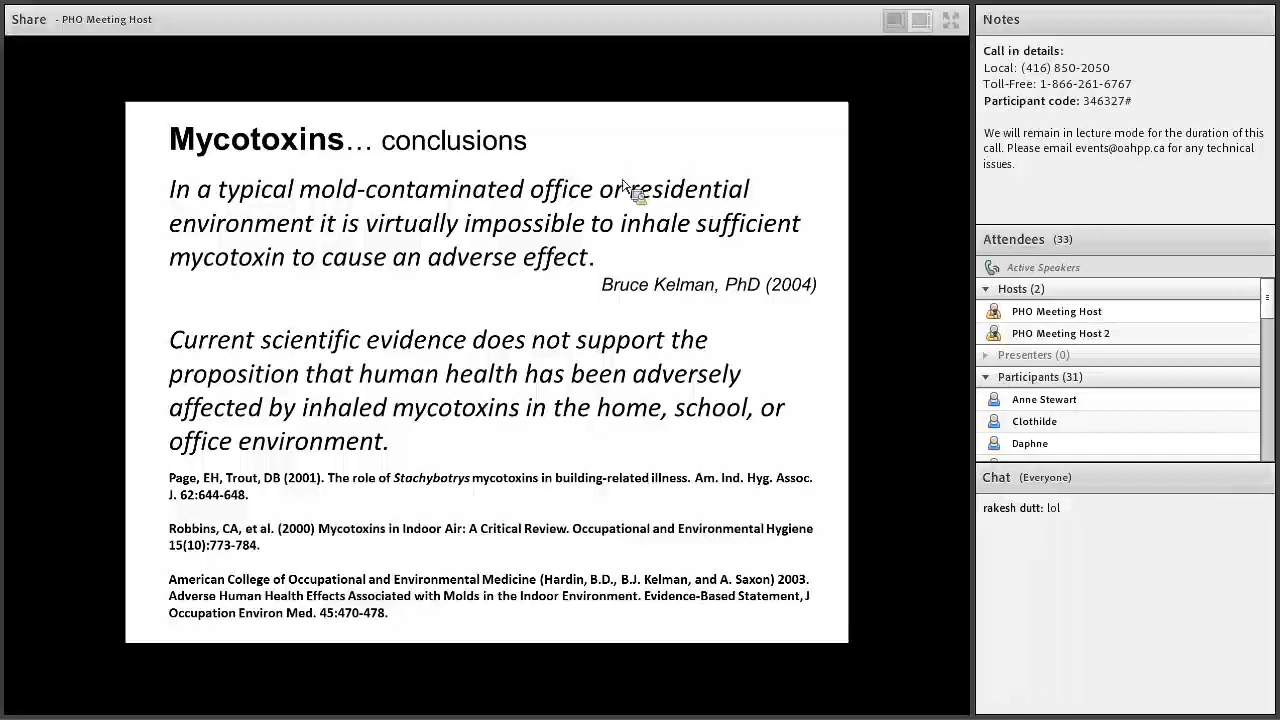 Share - PHO Meeting Host
Mycotoxins... conclusions
In a typical mold-contaminated office or residential
environment it is virtually impossible to inhale sufficient
mycotoxin to cause an adverse effect.
Bruce Kelman, PhD (2004)
Current scientific evidence does not support the
proposition that human health has been adversely
affected by inhaled mycotoxins in the home, school, or
office environment.
Page, EH, Trout, DB (2001). The role of Stachybotrys mycotoxins in building-related illness. Am. Ind. Hyg. Assoc.
J. 62:644-648.
Robbins, CA, et al. (2000) Mycotoxins in Indoor Air: A Critical Review. Occupational and Environmental Hygiene
15(10):773-784.
American College of Occupational and Environmental Medicine (Hardin, B.D., B.J. Kelman, and A. Saxon) 2003.
Adverse Human Health Effects Associated with Molds in the Indoor Environment. Evidence-Based Statement, J
Occupation Environ Med. 45:470-478.
Notes
Call in details:
Local: (416) 850-2050
Toll-Free: 1-866-261-6767
Participant code: 346327#
We will remain in lecture mode for the duration of this
call. Please email events@oahpp.ca for any technical
issues.
Attendees (33)
Active Speakers
Hosts (2)
PHO Meeting Host
PHO Meeting Host 2
Presenters (0)
Participants (31)
Anne Stewart
Clothilde
Daphne
Chat (Everyone)
rakesh dutt: lol